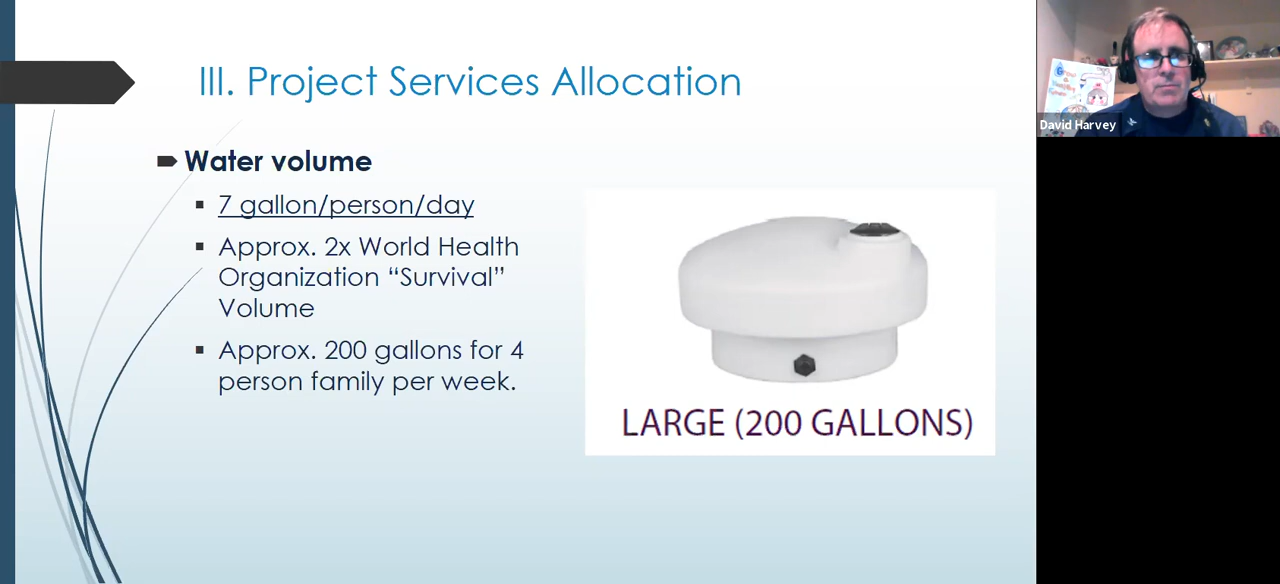 III. Project Services Allocation
Water volume
7 gallon/person/day
Approx. 2x World Health
Organization “Survival”
Volume
Approx. 200 gallons for 4
person family per week.
LARGE (200 GALLONS)
David Harvey